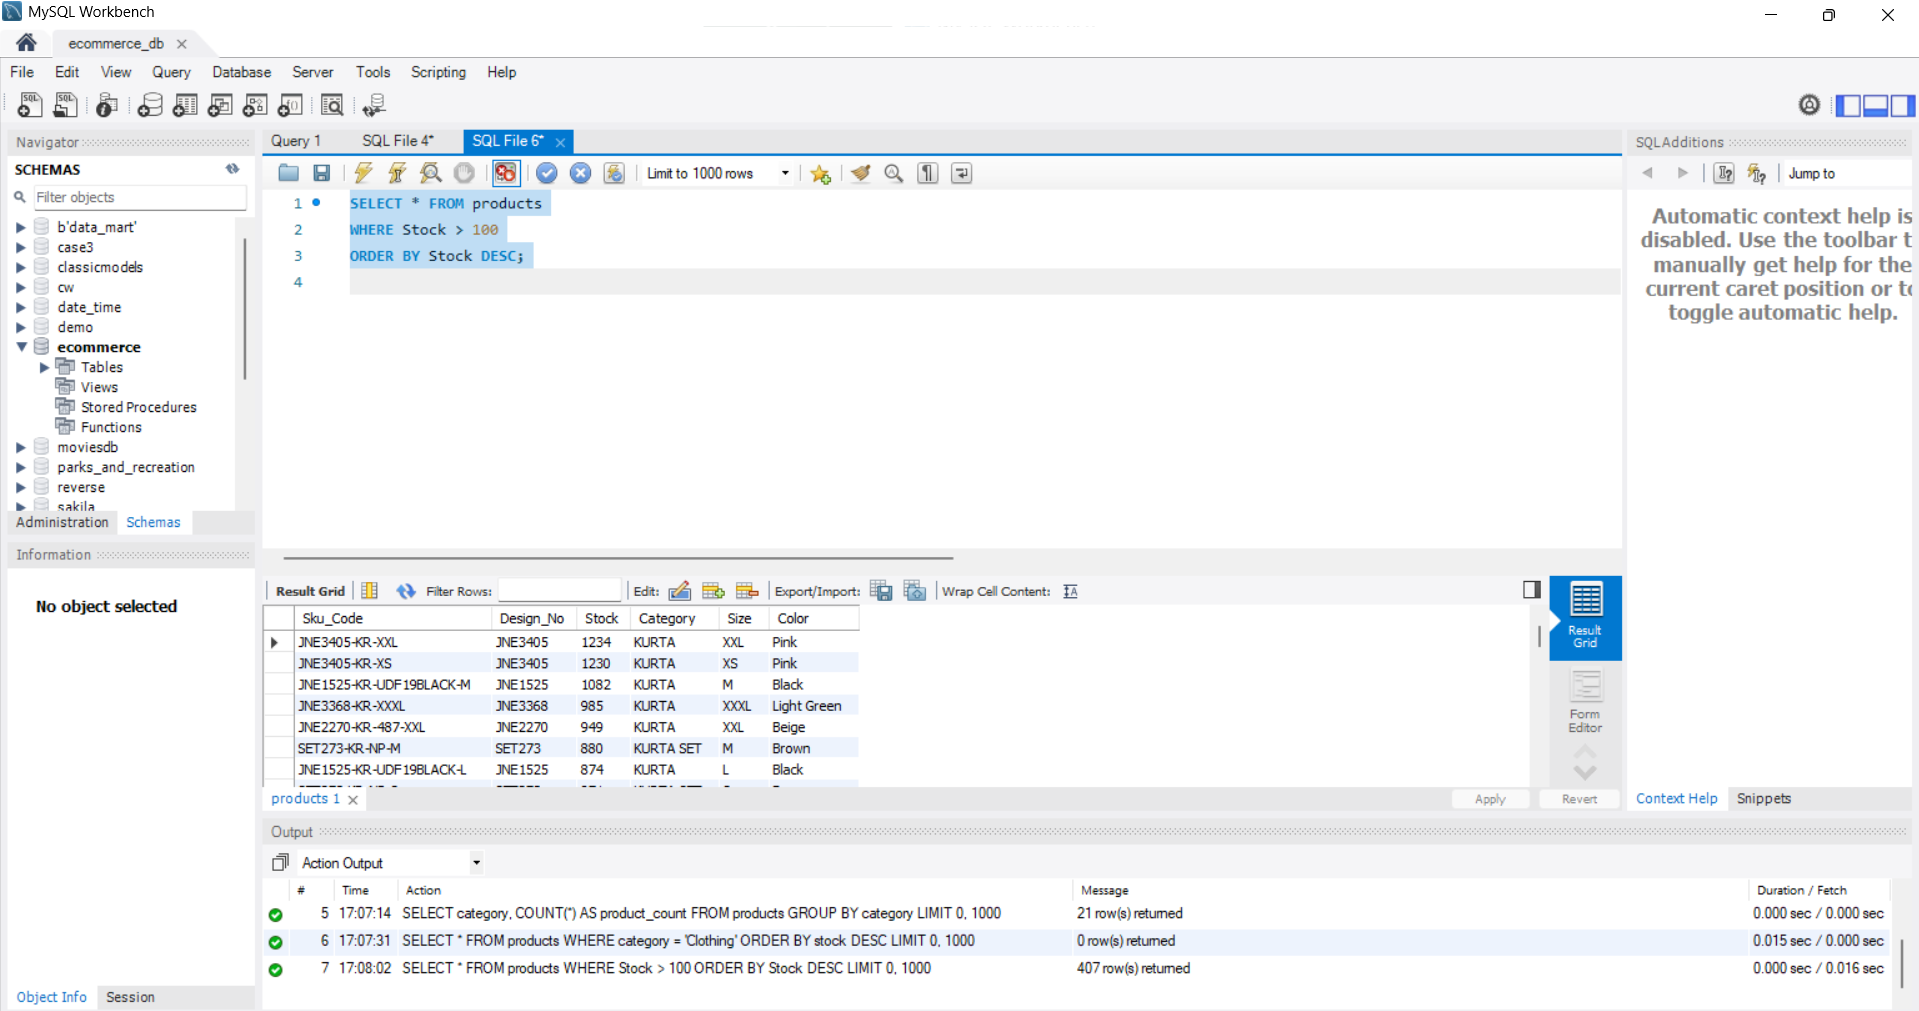 MySQL Workbench
ecommerce_db
File Edit View Query Database Server Tools Scripting Help
Navigator
SCHEMAS
Filter objects
b'data_mart'
case3
classicmodels
cw
date_time
demo
ecommerce
Tables
Views
Stored Procedures
Functions
moviesdb
parks_and_recreation
reverse
sakila
Administration Schemas
Information
No object selected
Object Info Session
Query 1 SQL File 4* SQL File 6*
Limit to 1000 rows
1 SELECT * FROM products
2 WHERE Stock > 100
3 ORDER BY Stock DESC;
4
Result Grid Filter Rows: Edit: Export/Import: Wrap Cell Content:
Sku_Code Design_No Stock Category Size Color
JNE3405-KR-XXL JNE3405 1234 KURTA XXL Pink
JNE3405-KR-XS JNE3405 1230 KURTA XS Pink
JNE1525-KR-UDF19BLACK-M JNE1525 1082 KURTA M Black
JNE3368-KR-XXXL JNE3368 985 KURTA XXXL Light Green
JNE2270-KR-487-XXL JNE2270 949 KURTA XXL Beige
SET273-KR-NP-M SET273 880 KURTA SET M Brown
JNE1525-KR-UDF19BLACK-L JNE1525 874 KURTA L Black
Result
Grid
Form
Editor
products 1
Apply Revert
SQLAdditions
Jump to
Automatic context help is
disabled. Use the toolbar t
manually get help for the
current caret position or to
toggle automatic help.
Context Help Snippets
Output
Action Output
# Time Action Message Duration / Fetch
5 17:07:14 SELECT category, COUNT(*) AS product_count FROM products GROUP BY category LIMIT 0, 1000 21 row(s) returned 0.000 sec / 0.000 sec
6 17:07:31 SELECT * FROM products WHERE category = 'Clothing' ORDER BY stock DESC LIMIT 0, 1000 0 row(s) returned 0.015 sec / 0.000 sec
7 17:08:02 SELECT * FROM products WHERE Stock > 100 ORDER BY Stock DESC LIMIT 0, 1000 407 row(s) returned 0.000 sec / 0.016 sec